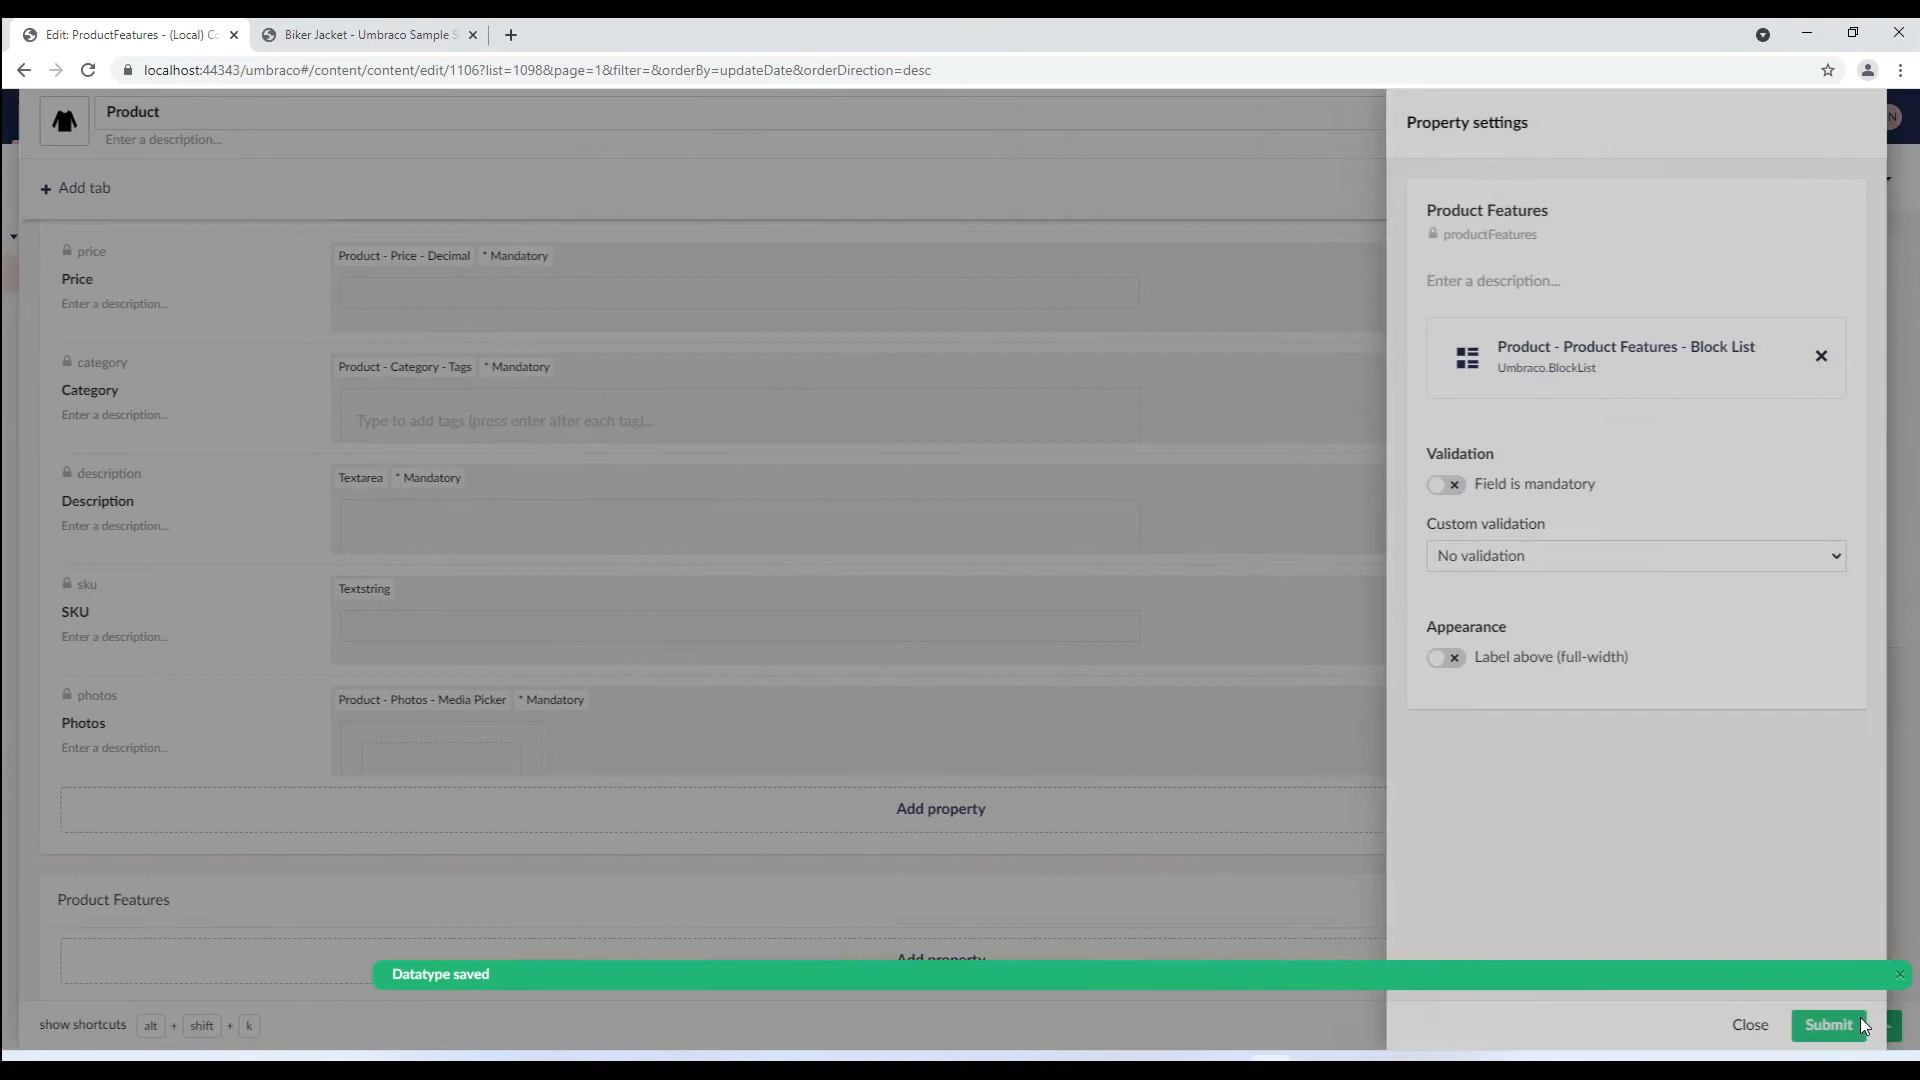 Edit: ProductFeatures - (Local) Co
Biker Jacket - Umbraco Sample S
localhost:44343/umbraco#/content/content/edit/1106?list=1098&page=1&filter=&orderBy=updateDate&orderDirection=desc
Product
Enter a description...
Add tab
price
Price
Enter a description...
Product - Price - Decimal
* Mandatory
category
Category
Enter a description...
Product - Category - Tags
* Mandatory
Type to add tags (press enter after each tag)...
description
Description
Enter a description...
Textarea
* Mandatory
sku
SKU
Enter a description...
Textstring
photos
Photos
Enter a description...
Product - Photos - Media Picker
* Mandatory
Add property
Product Features
Add property
Datatype saved
show shortcuts alt + shift + k
Property settings
N
Product Features
productFeatures
Enter a description...
Product - Product Features - Block List
Umbraco.BlockList
Validation
Field is mandatory
Custom validation
No validation
Appearance
Label above (full-width)
Close
Submit